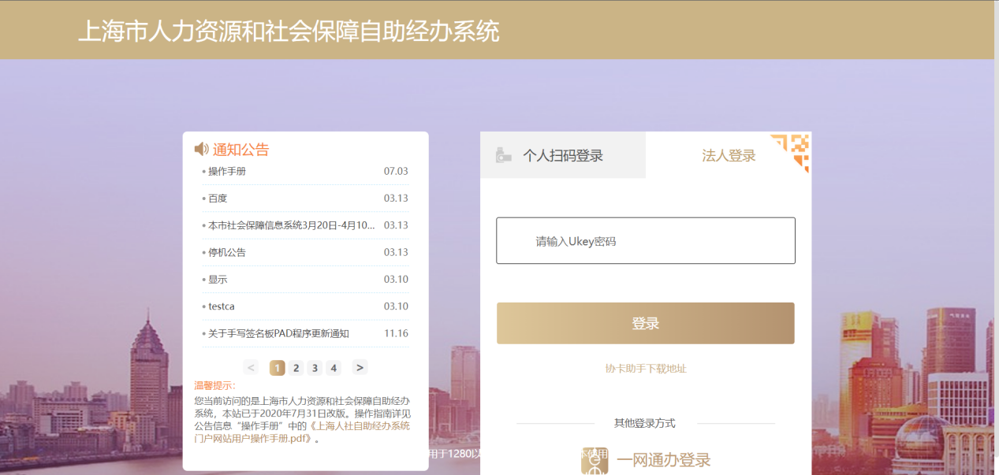 上海市人力资源和社会保障自助经办系统
通知公告
操作手册 07.03
百度 03.13
本市社会保障信息系统3月20日-4月10... 03.13
停机公告 03.13
显示 03.10
testca 03.10
关于手写签名板PAD程序更新通知 11.16
< 1 2 3 4 >
温馨提示：
您当前访问的是上海市人力资源和社会保障自助经办
系统，本站已于2020年7月31日改版。操作指南详见
公告信息“操作手册”中的《上海人社自助经办系统
门户网站用户操作手册.pdf》。
个人扫码登录
法人登录
请输入Ukey密码
登录
协卡助手下载地址
其他登录方式
一网通办登录
用于1280以
使用